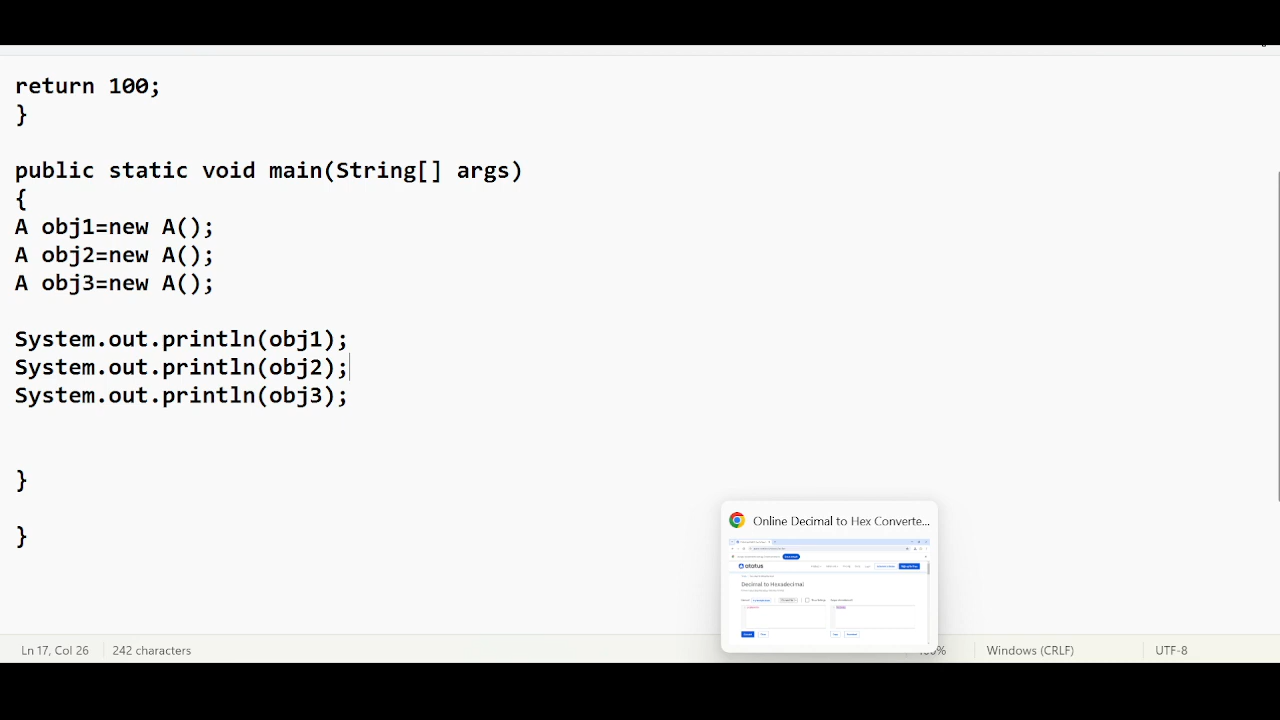 return 100;
}
public static void main(String[] args)
{
A obj1=new A();
A obj2=new A();
A obj3=new A();
System.out.println(obj1);
System.out.println(obj2);
System.out.println(obj3);
}
}
Online Decimal to Hex Converte...
atatus
Decimal to Hexadecimal
Ln 17, Col 26
242 characters
Windows (CRLF)
UTF-8